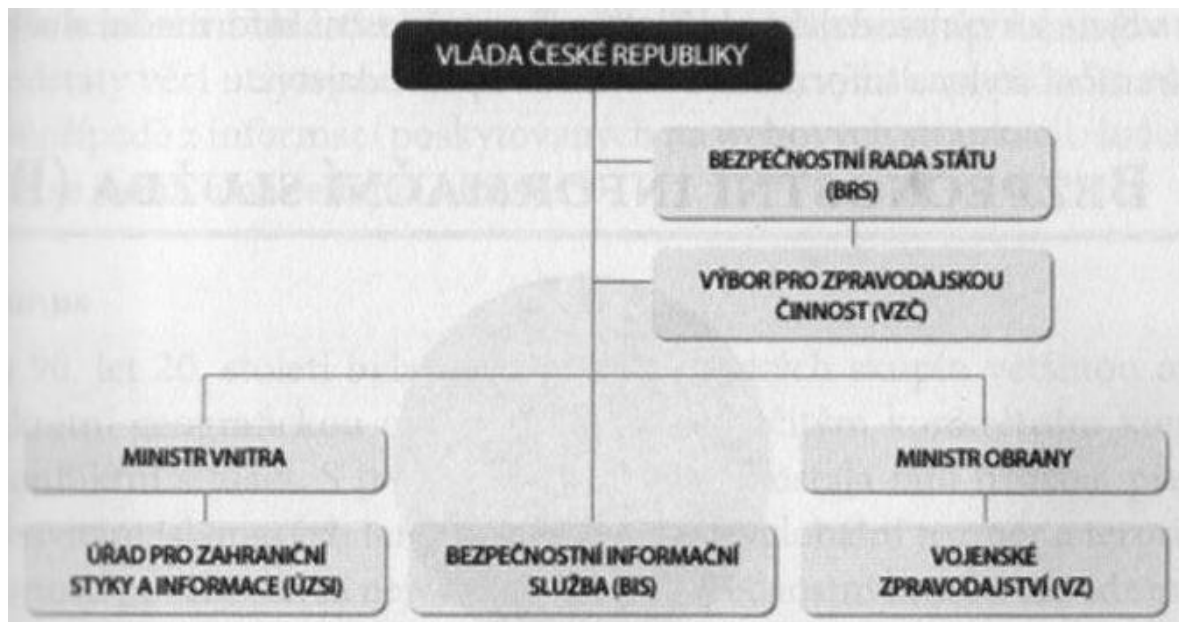 VLÁDA ČESKÉ REPUBLIKY
BEZPEČNOSTNÍ RADA STÁTU
(BRS)
VÝBOR PRO ZPRAVODAJSKOU
ČINNOST (VZČ)
MINISTR VNITRA
MINISTR OBRANY
ÚŘAD PRO ZAHRANIČNÍ
STYKY A INFORMACE (ÚZSI)
BEZPEČNOSTNÍ INFORMAČNÍ
SLUŽBA (BIS)
VOJENSKÉ
ZPRAVODAJSTVÍ (VZ)